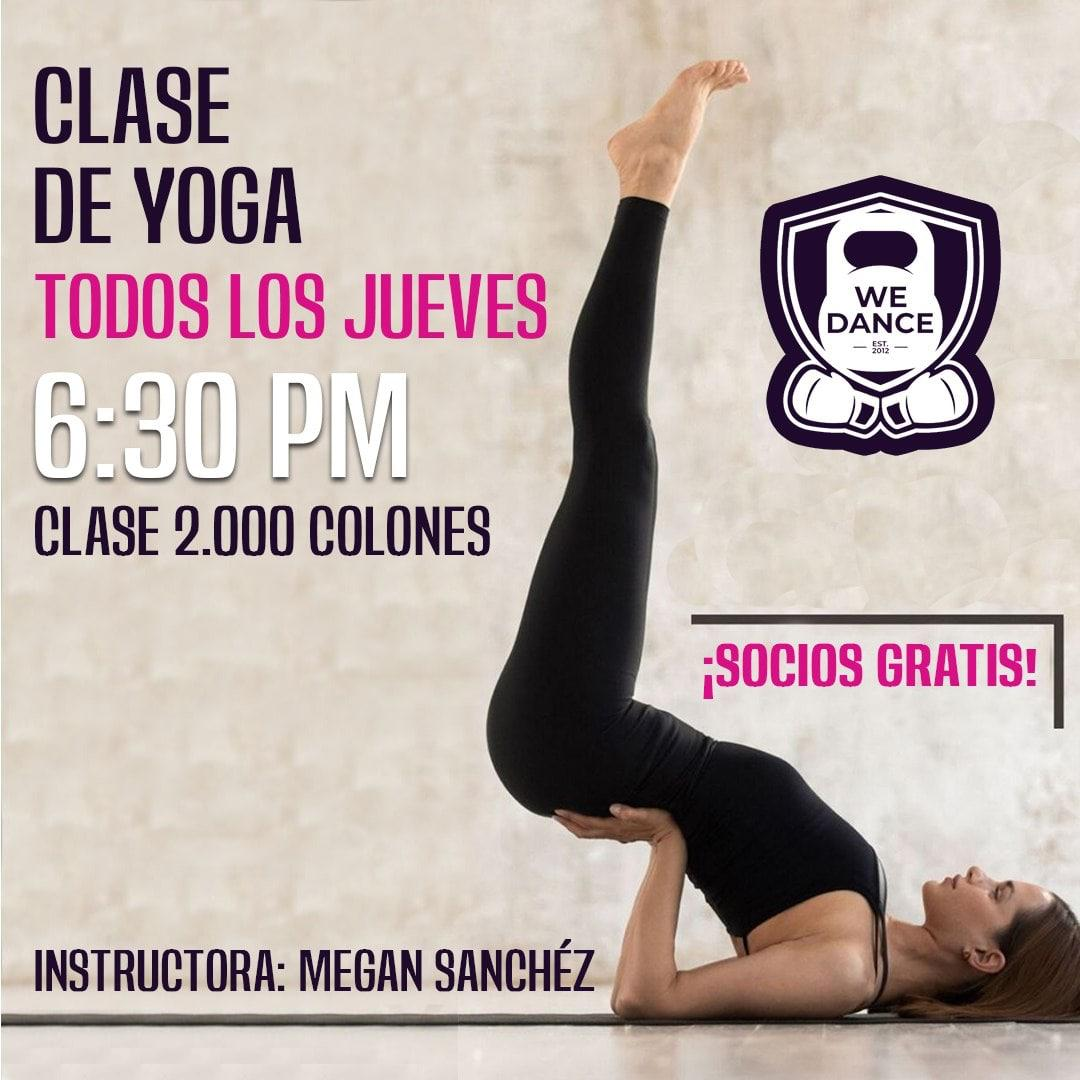 CLASE
DE YOGA
TODOS LOS JUEVES
6:30 PM
CLASE 2.000 COLONES
WE
DANCE
EST.
2012
¡SOCIOS GRATIS!
INSTRUCTORA: MEGAN SANCHÉZ